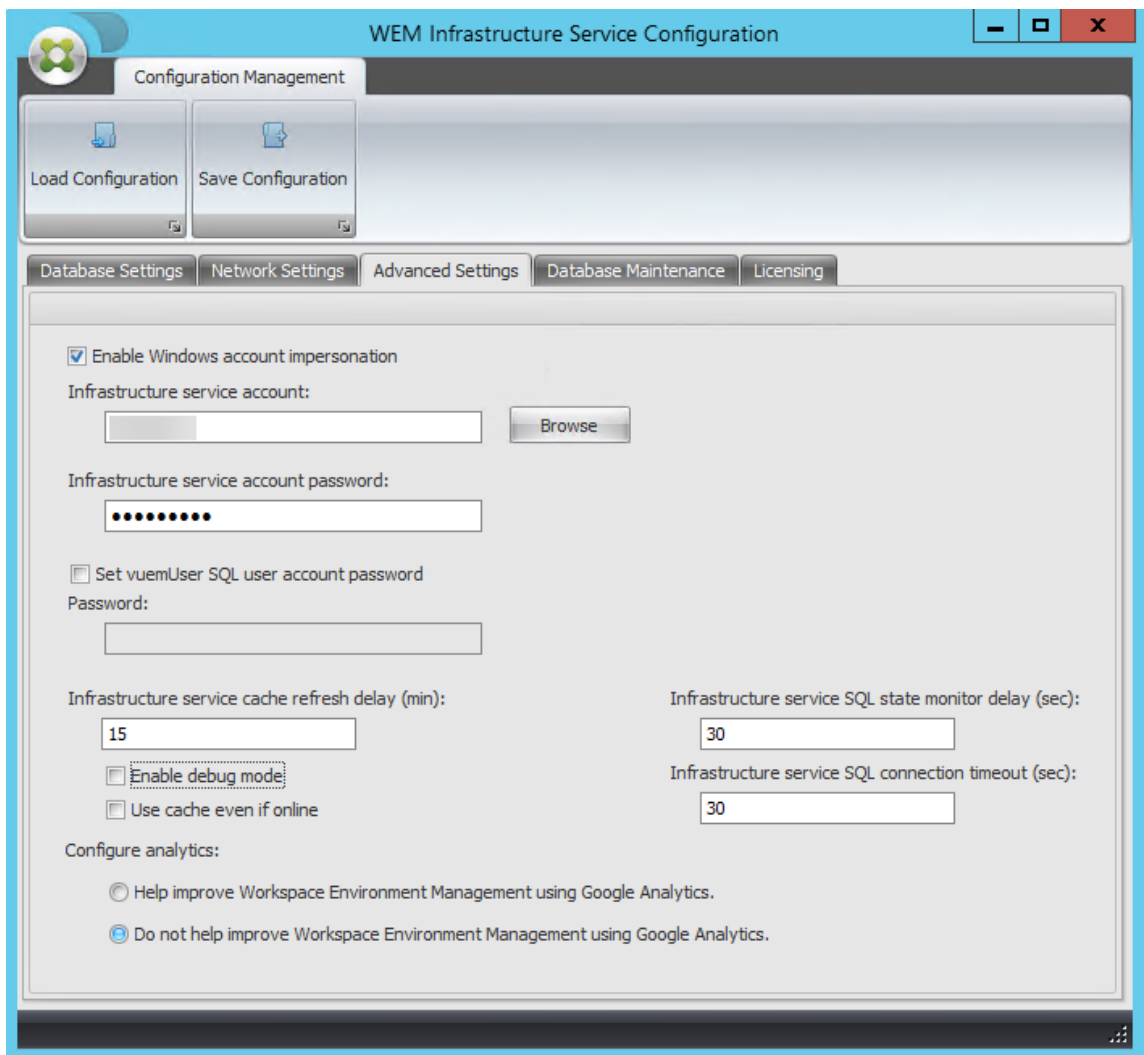 WEM Infrastructure Service Configuration
Configuration Management
Load Configuration
Save Configuration
Database Settings
Network Settings
Advanced Settings
Database Maintenance
Licensing
Enable Windows account impersonation
Infrastructure service account:
Browse
Infrastructure service account password:
•••••••••
Set vuemUser SQL user account password
Password:
Infrastructure service cache refresh delay (min):
15
Infrastructure service SQL state monitor delay (sec):
30
Enable debug mode
Use cache even if online
Infrastructure service SQL connection timeout (sec):
30
Configure analytics:
Help improve Workspace Environment Management using Google Analytics.
Do not help improve Workspace Environment Management using Google Analytics.